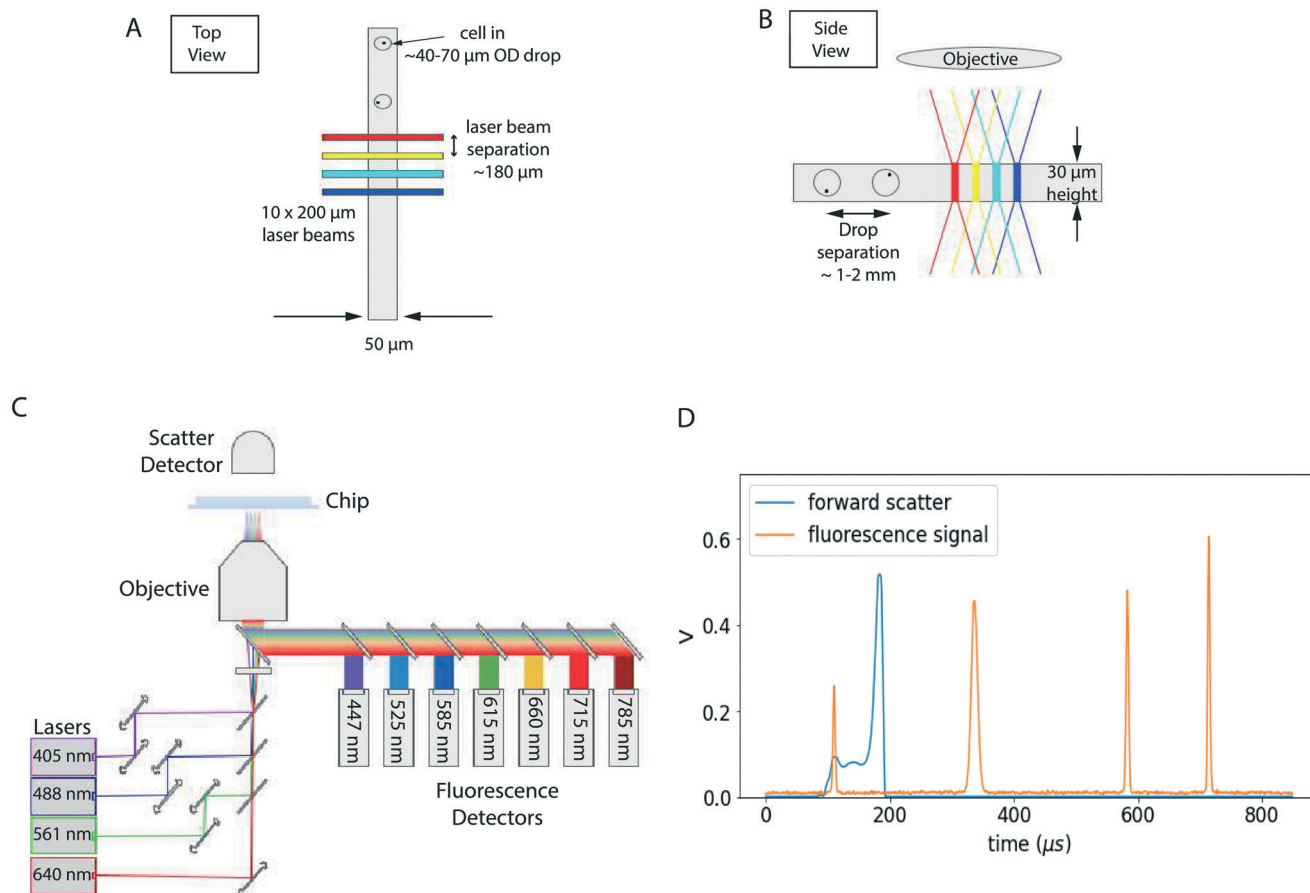 A
Top
View
cell in
~40-70 µm OD drop
laser beam
separation
~180 µm
10 x 200 µm
laser beams
50 µm
B
Side
View
Objective
30 µm
height
Drop
separation
~ 1-2 mm
C
Scatter
Detector
Chip
Objective
Lasers
405 nm
488 nm
561 nm
640 nm
447 nm
525 nm
585 nm
615 nm
660 nm
715 nm
785 nm
Fluorescence
Detectors
D
forward scatter
fluorescence signal
V
0.6
0.4
0.2
0.0
0
200
400
600
800
time (µs)